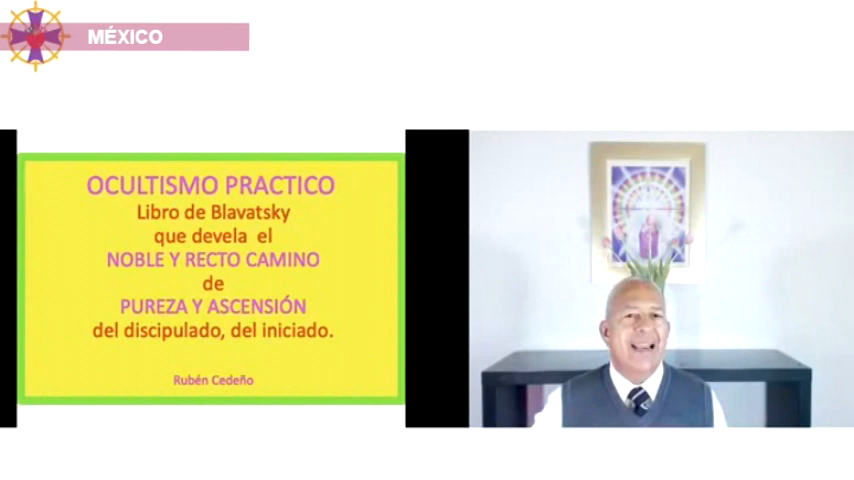 MÉXICO
OCULTISMO PRACTICO
Libro de Blavatsky
que devela el
NOBLE Y RECTO CAMINO
de
PUREZA Y ASCENSIÓN
del discipulado, del iniciado.
Rubén Cedeño